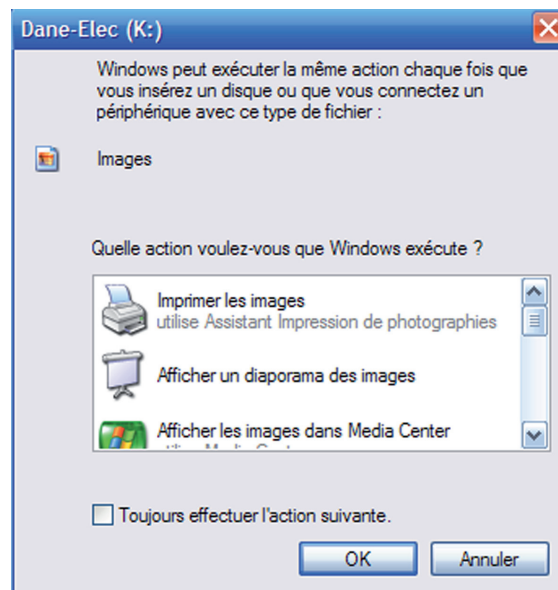 Dane-Elec (K:)
Windows peut exécuter la même action chaque fois que
vous insérez un disque ou que vous connectez un
périphérique avec ce type de fichier :
Images
Quelle action voulez-vous que Windows exécute ?
Imprimer les images
utilise Assistant Impression de photographies
Afficher un diaporama des images
Afficher les images dans Media Center
Toujours effectuer l'action suivante.
OK
Annuler